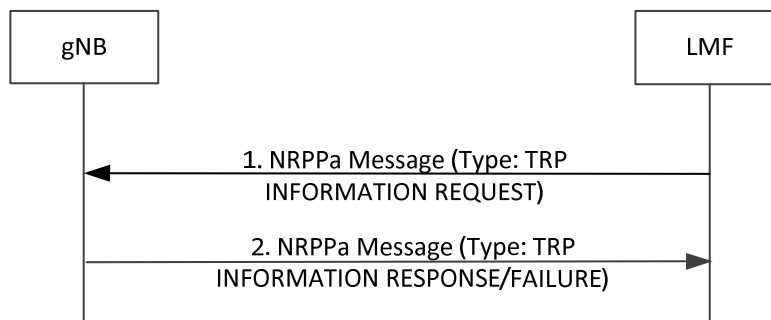 gNB
LMF
1. NRPPa Message (Type: TRP
INFORMATION REQUEST)
2. NRPPa Message (Type: TRP
INFORMATION RESPONSE/FAILURE)